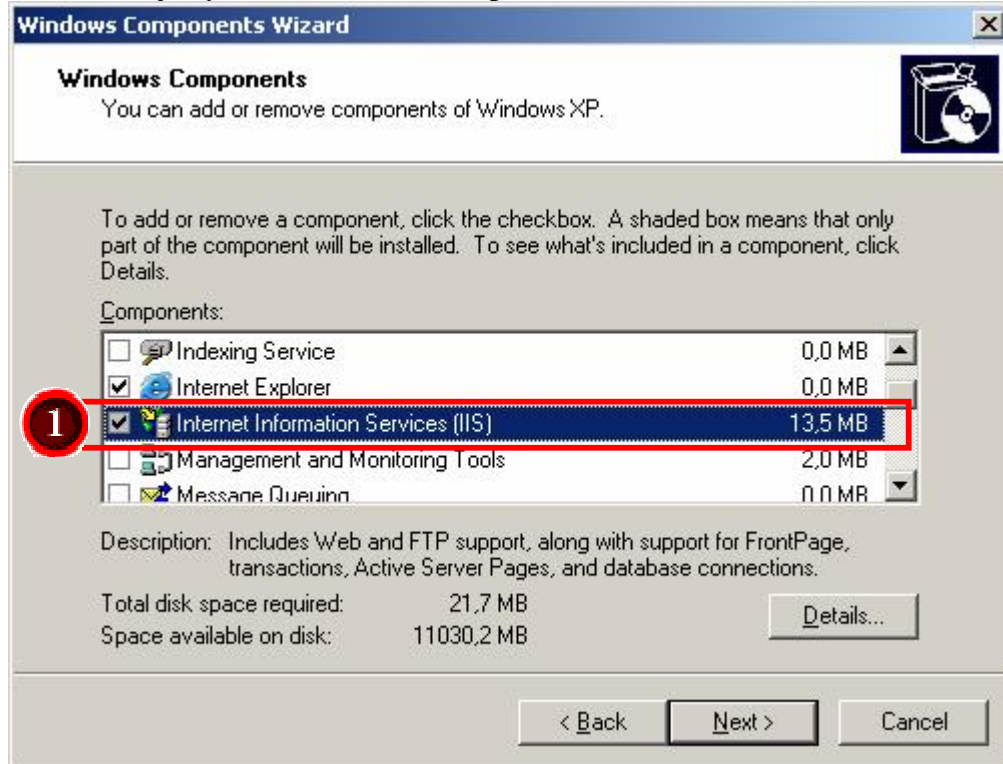 Windows Components Wizard
Windows Components
You can add or remove components of Windows XP.
To add or remove a component, click the checkbox. A shaded box means that only
part of the component will be installed. To see what's included in a component, click
Details.
Components:
Indexing Service 0,0 MB
Internet Explorer 0,0 MB
1 Internet Information Services (IIS) 13,5 MB
Management and Monitoring Tools 2,0 MB
Message Queuing 0,0 MB
Description: Includes Web and FTP support, along with support for FrontPage,
transactions, Active Server Pages, and database connections.
Total disk space required: 21,7 MB
Space available on disk: 11030,2 MB
Details...
< Back Next > Cancel